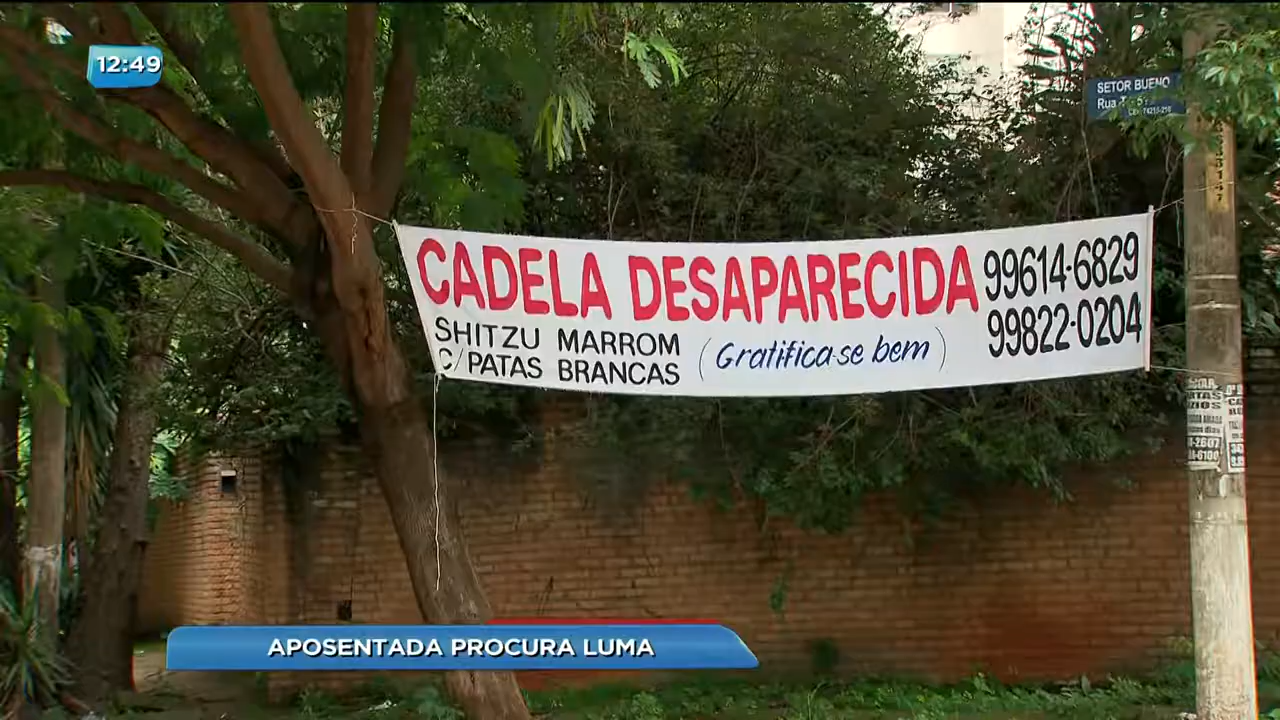 12:49
SETOR BUENO
Rua
CADELA DESAPARECIDA
99614-6829
99822-0204
SHITZU MARROM
C/PATAS BRANCAS
(Gratifica-se bem)
APOSENTADA PROCURA LUMA